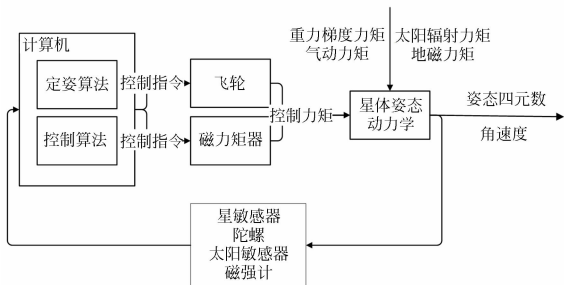 计算机
定姿算法
控制算法
控制指令
控制指令
飞轮
磁力矩器
控制力矩
重力梯度力矩
气动力矩
太阳辐射力矩
地磁力矩
星体姿态
动力学
姿态四元数
角速度
星敏感器
陀螺
太阳敏感器
磁强计